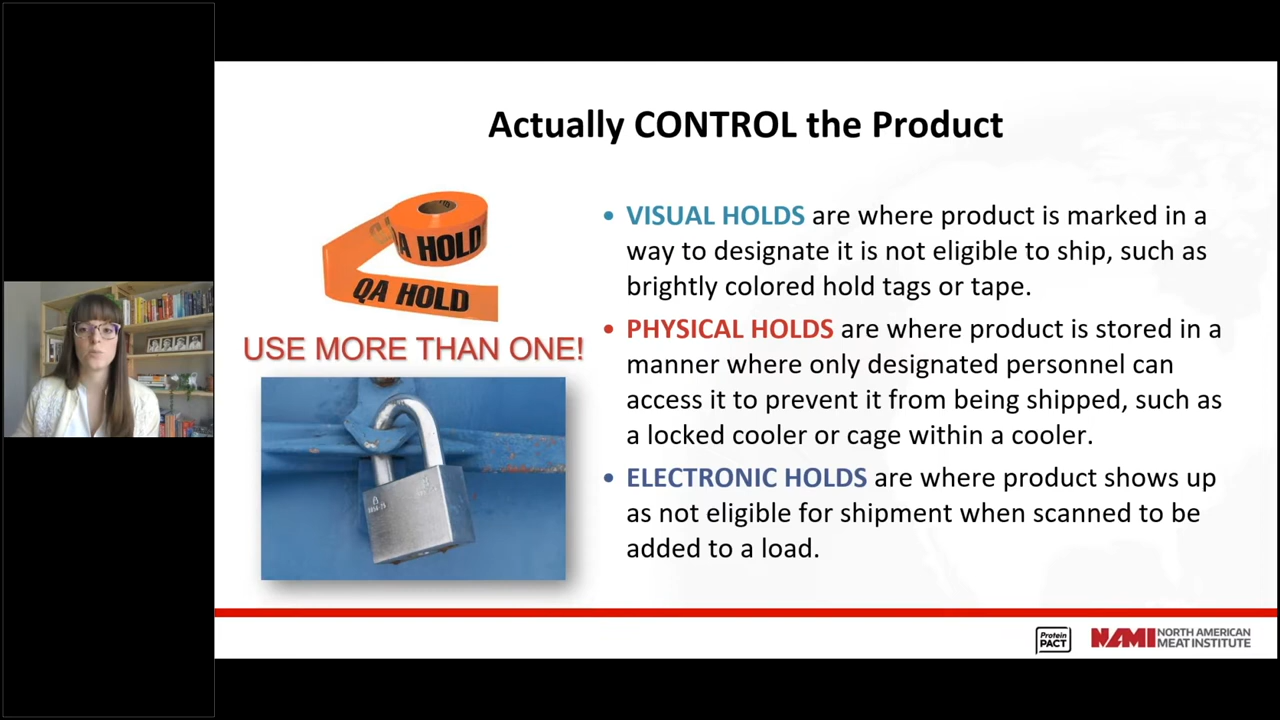 Actually CONTROL the Product
QA HOLD
QA HOLD
USE MORE THAN ONE!
• VISUAL HOLDS are where product is marked in a
way to designate it is not eligible to ship, such as
brightly colored hold tags or tape.
• PHYSICAL HOLDS are where product is stored in a
manner where only designated personnel can
access it to prevent it from being shipped, such as
a locked cooler or cage within a cooler.
• ELECTRONIC HOLDS are where product shows up
as not eligible for shipment when scanned to be
added to a load.
Protein
PACT
NAMI NORTH AMERICAN
MEAT INSTITUTE